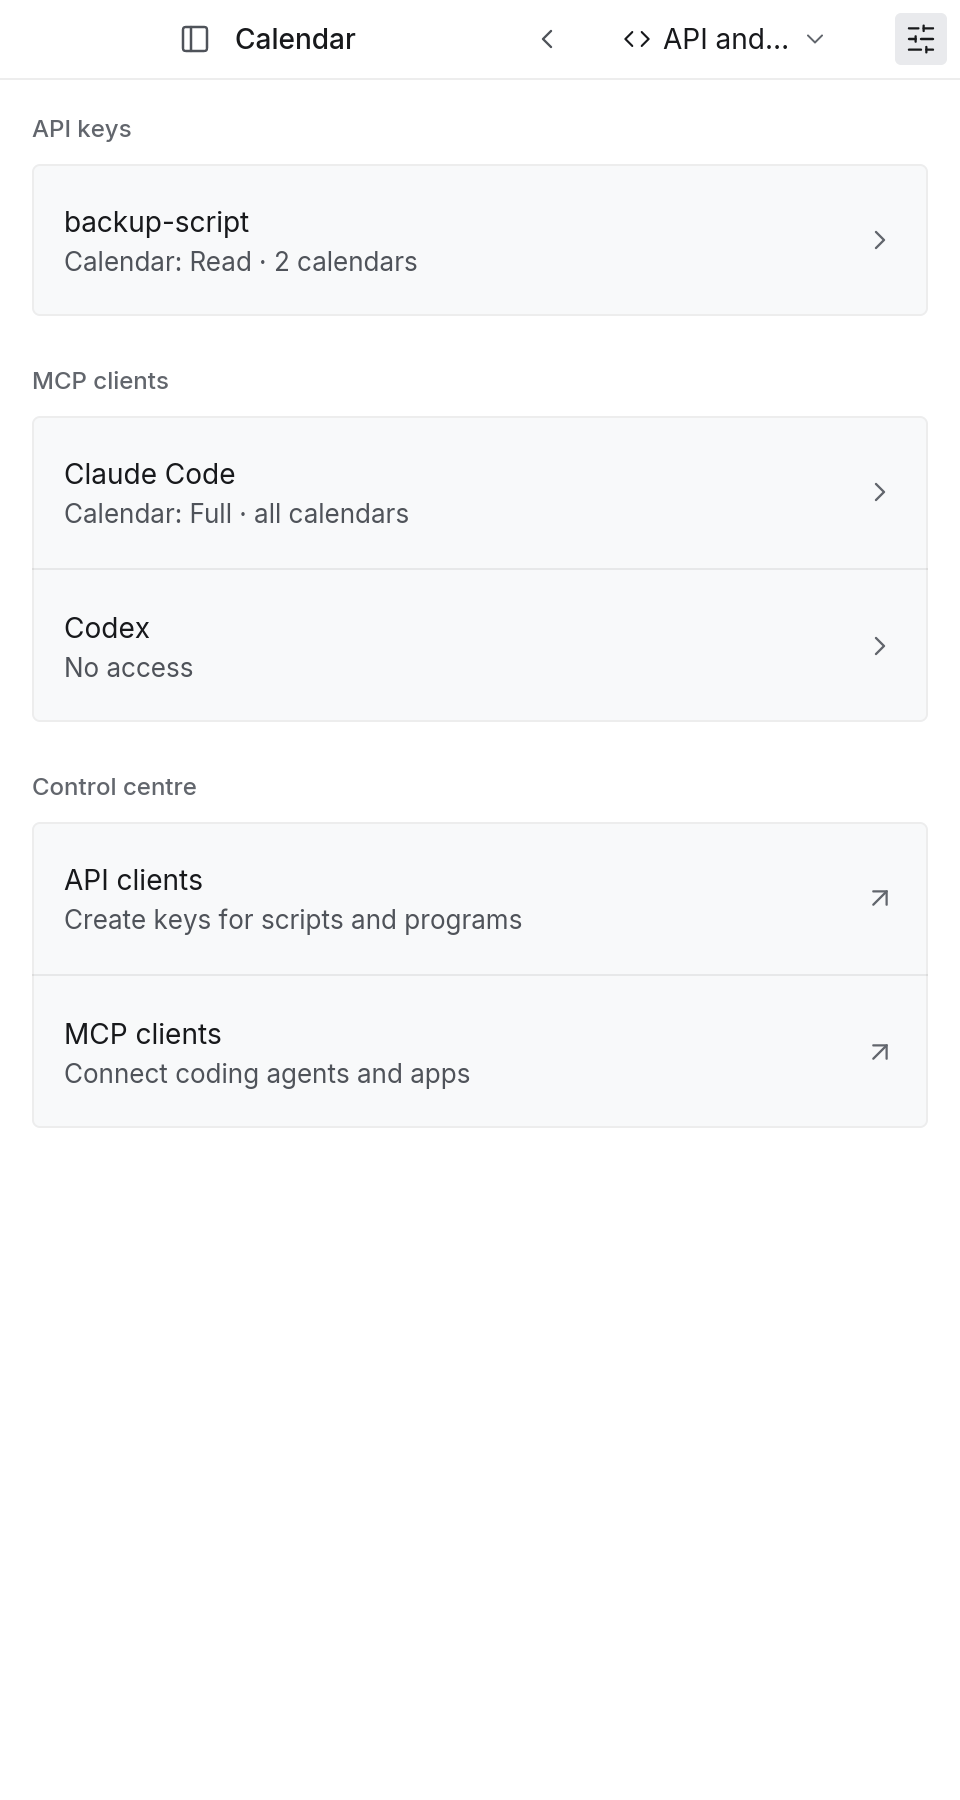 Calendar
API and...
API keys
backup-script
Calendar: Read · 2 calendars
MCP clients
Claude Code
Calendar: Full · all calendars
Codex
No access
Control centre
API clients
Create keys for scripts and programs
MCP clients
Connect coding agents and apps